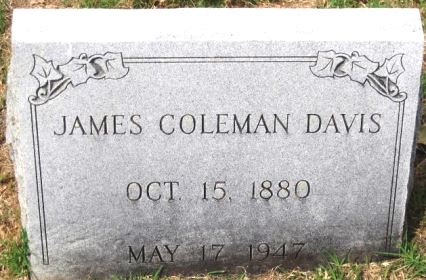 JAMES COLEMAN DAVIS
OCT. 15, 1880
MAY 17 1947